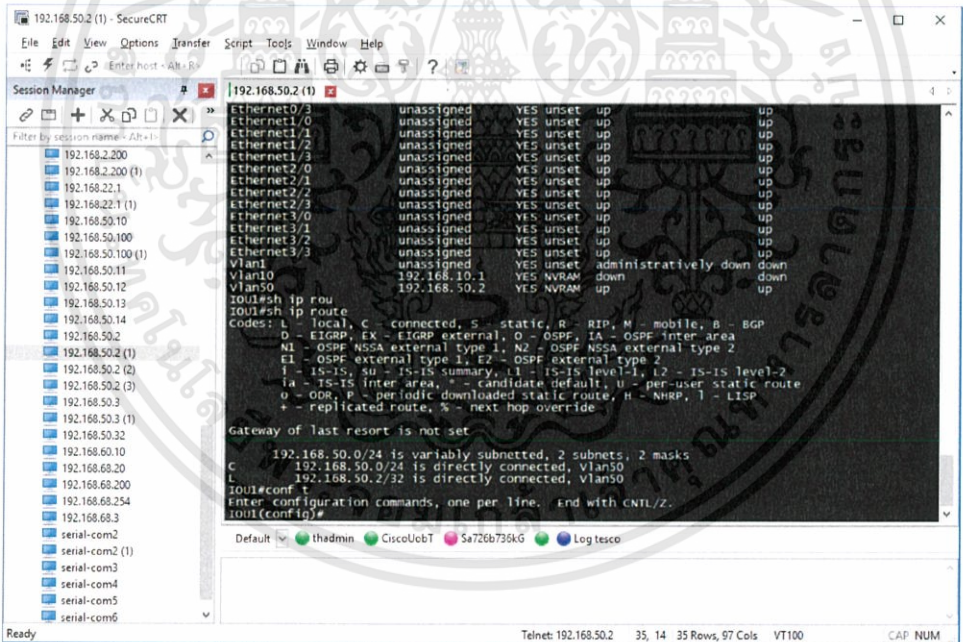 192.168.50.2 (1) - SecureCRT
File Edit View Options Transfer Script Tools Window Help
Enter host <Alt+R>
Session Manager
192.168.50.2 (1)
Filter by session name <Alt+I>
192.168.2.200
192.168.2.200 (1)
192.168.22.1
192.168.22.1 (1)
192.168.50.10
192.168.50.100
192.168.50.100 (1)
192.168.50.11
192.168.50.12
192.168.50.13
192.168.50.14
192.168.50.2
192.168.50.2 (1)
192.168.50.2 (2)
192.168.50.2 (3)
192.168.50.3
192.168.50.3 (1)
192.168.50.32
192.168.60.10
192.168.68.20
192.168.68.200
192.168.68.254
192.168.68.3
serial-com2
serial-com2 (1)
serial-com3
serial-com4
serial-com5
serial-com6
Ethernet0/3 unassigned YES unset up up
Ethernet1/0 unassigned YES unset up up
Ethernet1/1 unassigned YES unset up up
Ethernet1/2 unassigned YES unset up up
Ethernet1/3 unassigned YES unset up up
Ethernet2/0 unassigned YES unset up up
Ethernet2/1 unassigned YES unset up up
Ethernet2/2 unassigned YES unset up up
Ethernet2/3 unassigned YES unset up up
Ethernet3/0 unassigned YES unset up up
Ethernet3/1 unassigned YES unset up up
Ethernet3/2 unassigned YES unset up up
Ethernet3/3 unassigned YES unset up up
Vlan1 unassigned YES unset administratively down down
Vlan10 192.168.10.1 YES NVRAM down down
Vlan50 192.168.50.2 YES NVRAM up up
IOU1#sh ip rou
IOU1#sh ip route
Codes: L - local, C - connected, S - static, R - RIP, M - mobile, B - BGP
D - EIGRP, EX - EIGRP external, O - OSPF, IA - OSPF inter area
N1 - OSPF NSSA external type 1, N2 - OSPF NSSA external type 2
E1 - OSPF external type 1, E2 - OSPF external type 2
i - IS-IS, su - IS-IS summary, L1 - IS-IS level-1, L2 - IS-IS level-2
ia - IS-IS inter area, - candidate default, U - per-user static route
o - ODR, P - periodic downloaded static route, H - NHRP, l - LISP
+ - replicated route, % - next hop override
Gateway of last resort is not set
192.168.50.0/24 is variably subnetted, 2 subnets, 2 masks
C 192.168.50.0/24 is directly connected, Vlan50
L 192.168.50.2/32 is directly connected, Vlan50
IOU1#conf t
Enter configuration commands, one per line. End with CNTL/Z.
IOU1(config)#
Default thadmin CiscoUobT Sa726b736kG Log tesco
Ready Telnet: 192.168.50.2 35, 14 35 Rows, 97 Cols VT100 CAP NUM